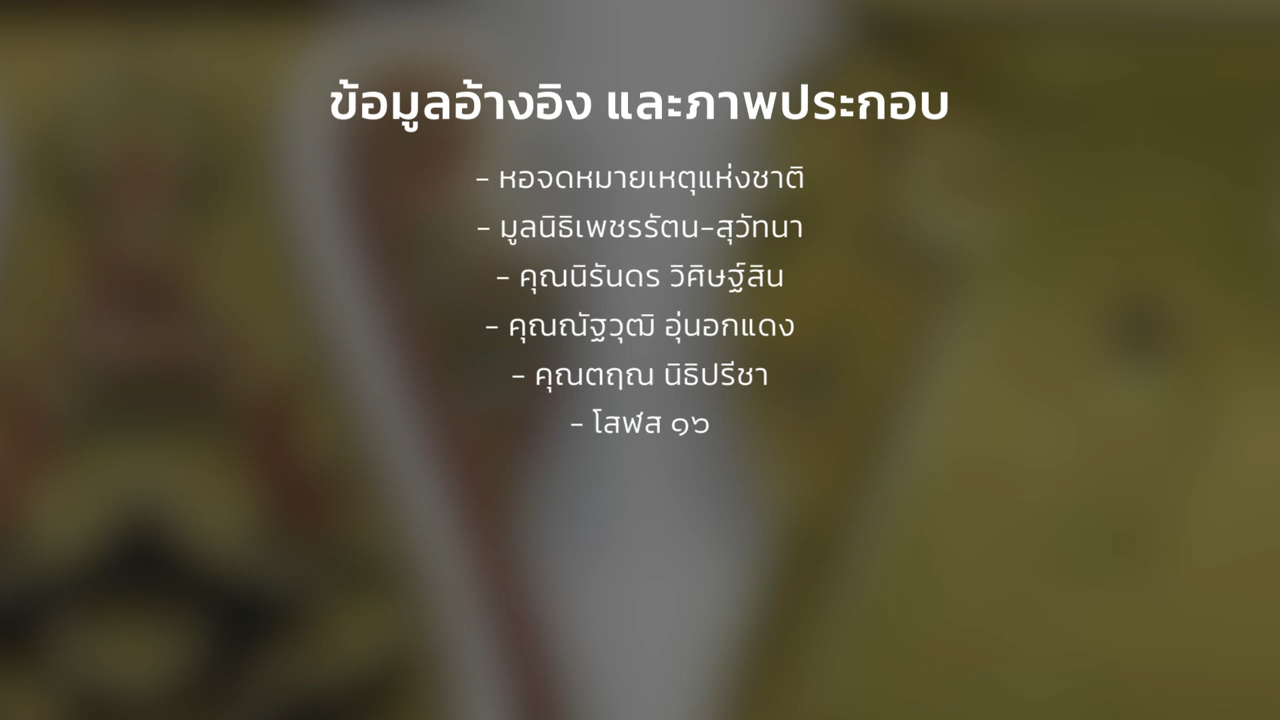 ข้อมูลอ้างอิง และภาพประกอบ
- หอจดหมายเหตุแห่งชาติ
- มูลนิธิเพชรรัตน-สุวัทนา
- คุณนิรันดร วิศิษฐ์สิน
- คุณณัฐวุฒิ อุ่นอกแดง
- คุณตฤณ นิธิปรีชา
- โสฬส ๑๖